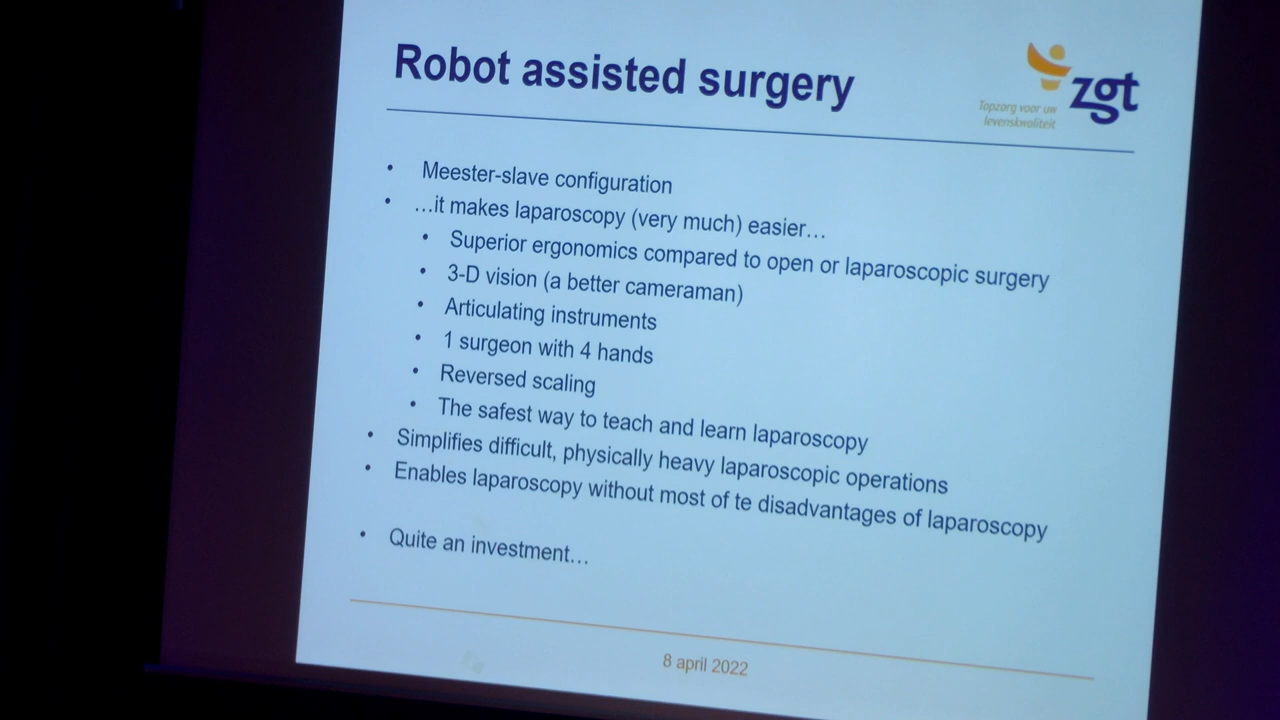 Robot assisted surgery
zgt
Topzorg voor uw
levenskwaliteit
• Meester-slave configuration
• …it makes laparoscopy (very much) easier…
• Superior ergonomics compared to open or laparoscopic surgery
• 3-D vision (a better cameraman)
• Articulating instruments
• 1 surgeon with 4 hands
• Reversed scaling
• The safest way to teach and learn laparoscopy
• Simplifies difficult, physically heavy laparoscopic operations
• Enables laparoscopy without most of te disadvantages of laparoscopy
• Quite an investment…
8 april 2022